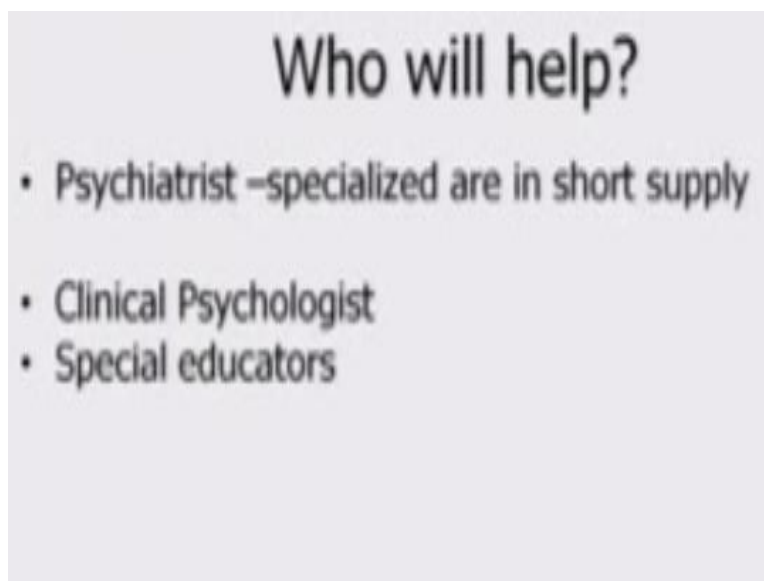 Who will help?
• Psychiatrist –specialized are in short supply
• Clinical Psychologist
• Special educators